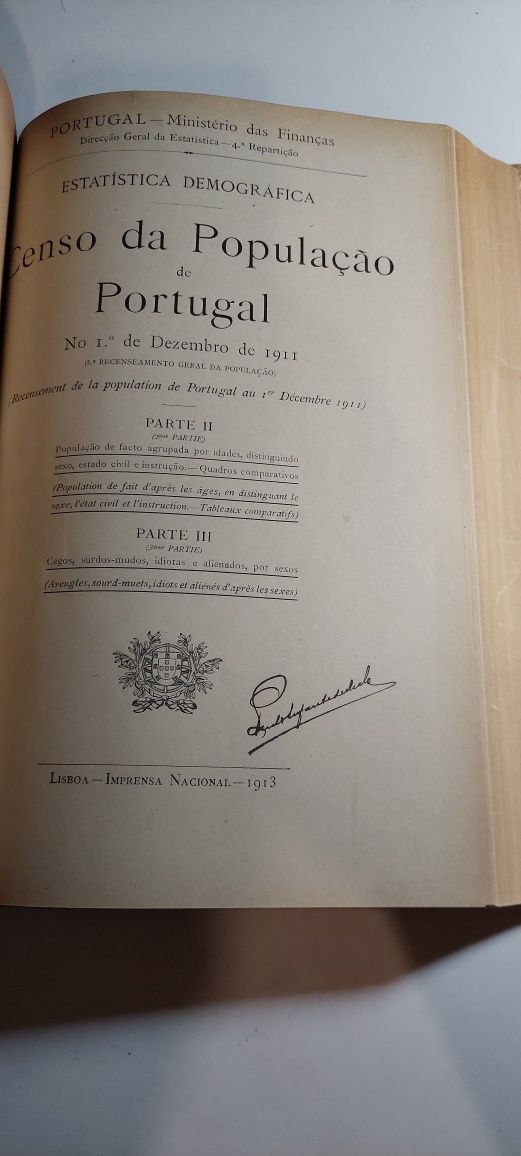 PORTUGAL — Ministério das Finanças
Direcção Geral da Estatística — 4.ª Repartição
ESTATÍSTICA DEMOGRÁFICA
Censo da População
de
Portugal
No 1.º de Dezembro de 1911
(5.º RECENSEAMENTO GERAL DA POPULAÇÃO)
(Recensement de la population de Portugal au 1er Décembre 1911)
PARTE II
(2ème PARTIE)
População de facto agrupada por idades, distinguindo
sexo, estado civil e instrução. — Quadros comparativos
(Population de fait d'après les âges, en distinguant le
sexe, l'état civil et l'instruction. — Tableaux comparatifs)
PARTE III
(3ème PARTIE)
Cegos, surdos-mudos, idiotas e alienados, por sexos
(Aveugles, sourd-muets, idiots et aliénés d'après les sexes)
LISBOA — IMPRENSA NACIONAL — 1913